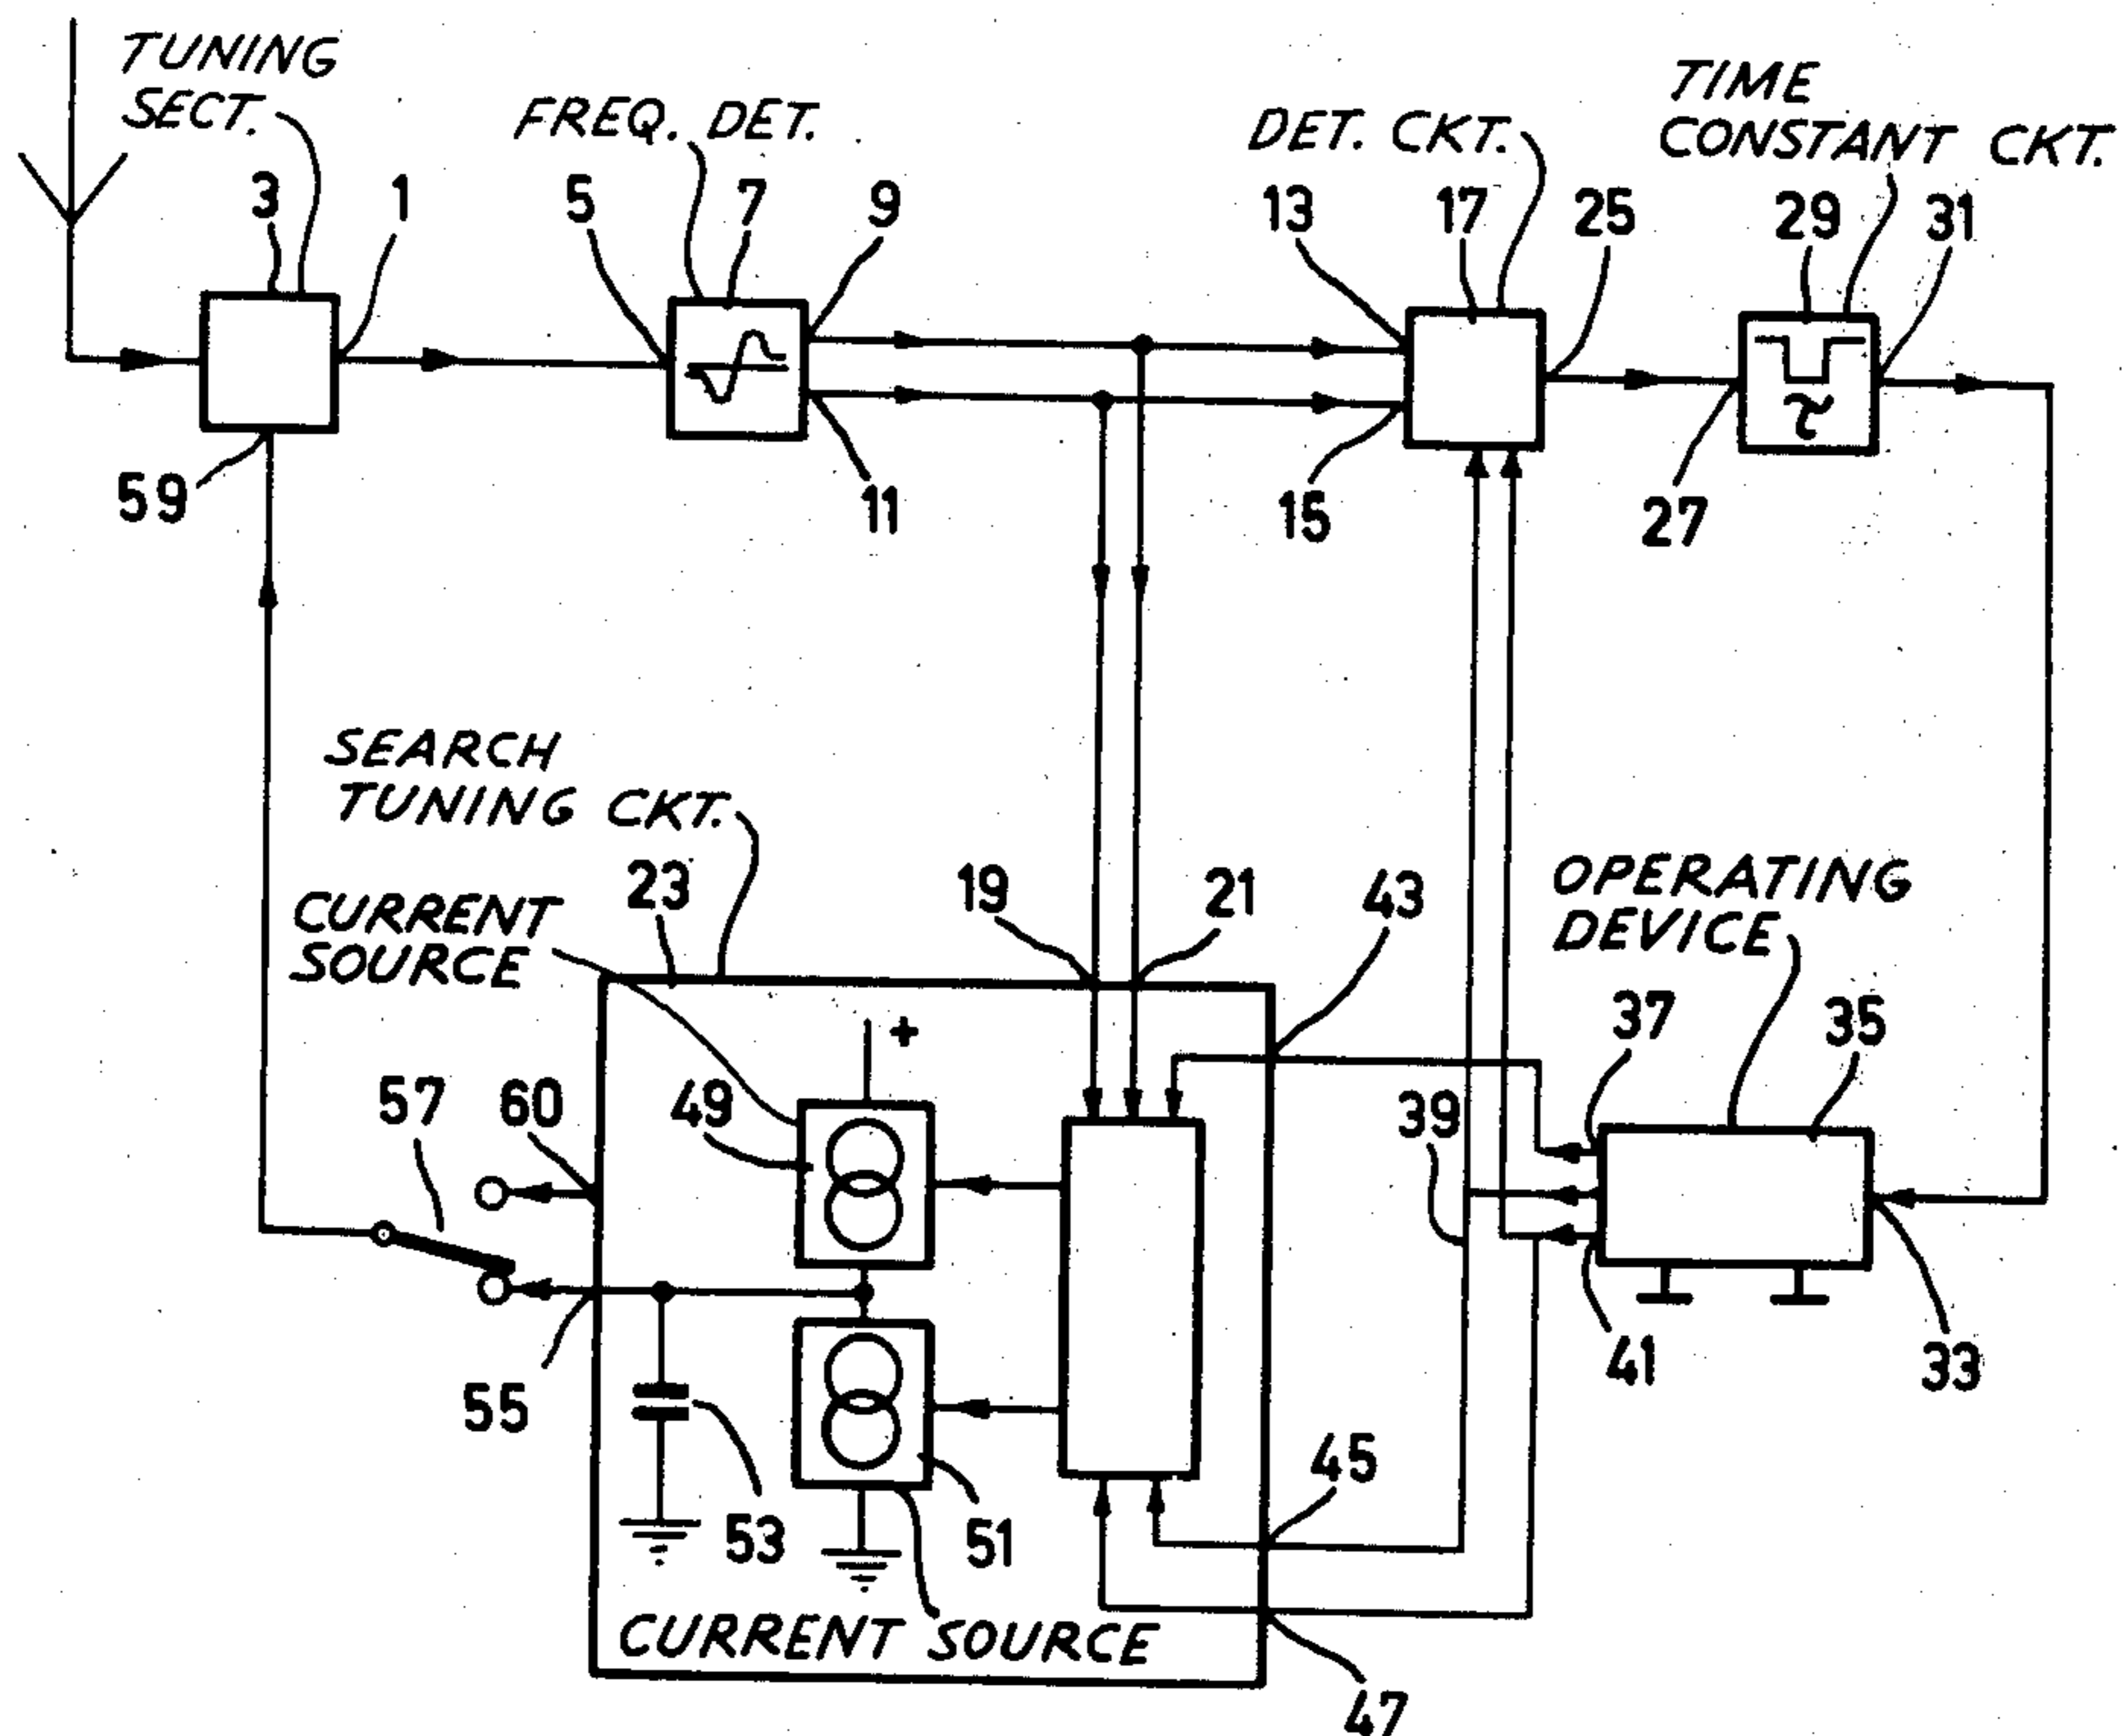 TUNING
SECT.
FREQ. DET.
DET. CKT.
TIME
CONSTANT CKT.
3
1
5
7
9
13
17
25
29
31
59
11
15
27
SEARCH
TUNING CKT.
23
CURRENT
SOURCE
19
21
43
OPERATING
DEVICE
37
35
+
57
60
49
39
55
53
51
45
41
33
CURRENT SOURCE
47